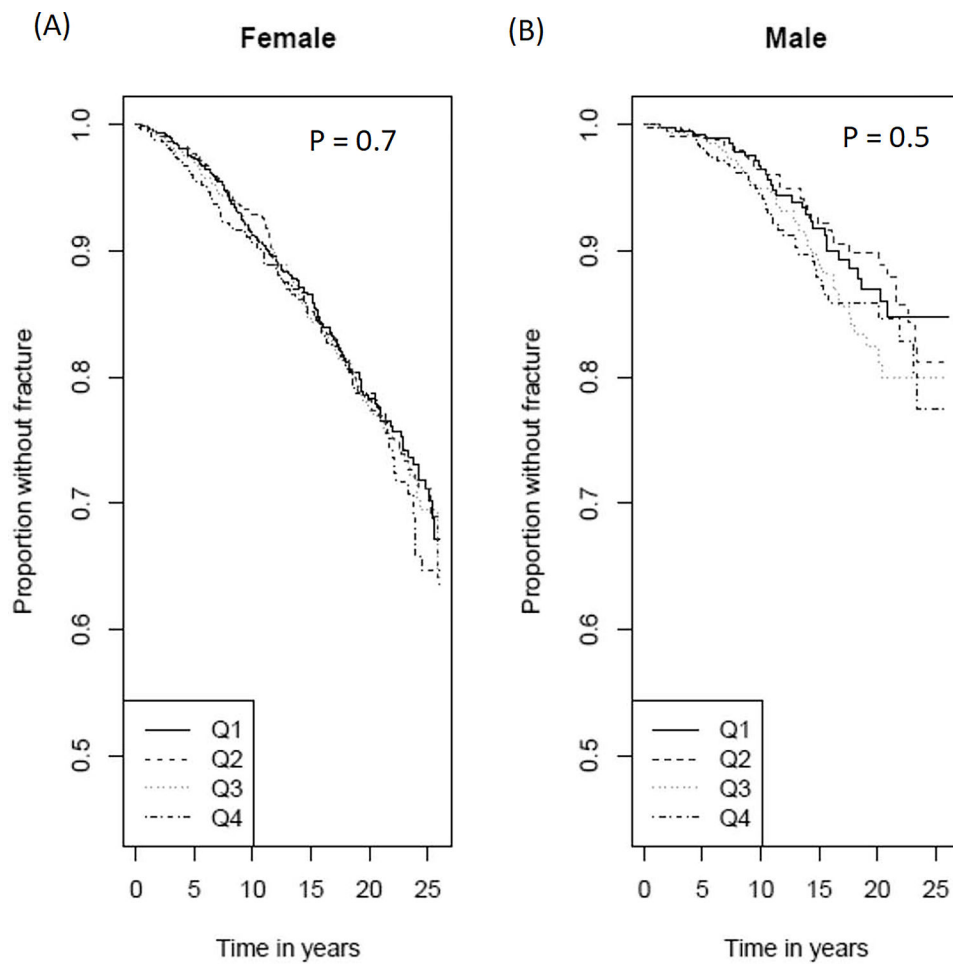 (A)
Female
P = 0.7
Proportion without fracture
1.0
0.9
0.8
0.7
0.6
0.5
Q1
Q2
Q3
Q4
0 5 10 15 20 25
Time in years
(B)
Male
P = 0.5
Proportion without fracture
1.0
0.9
0.8
0.7
0.6
0.5
Q1
Q2
Q3
Q4
0 5 10 15 20 25
Time in years